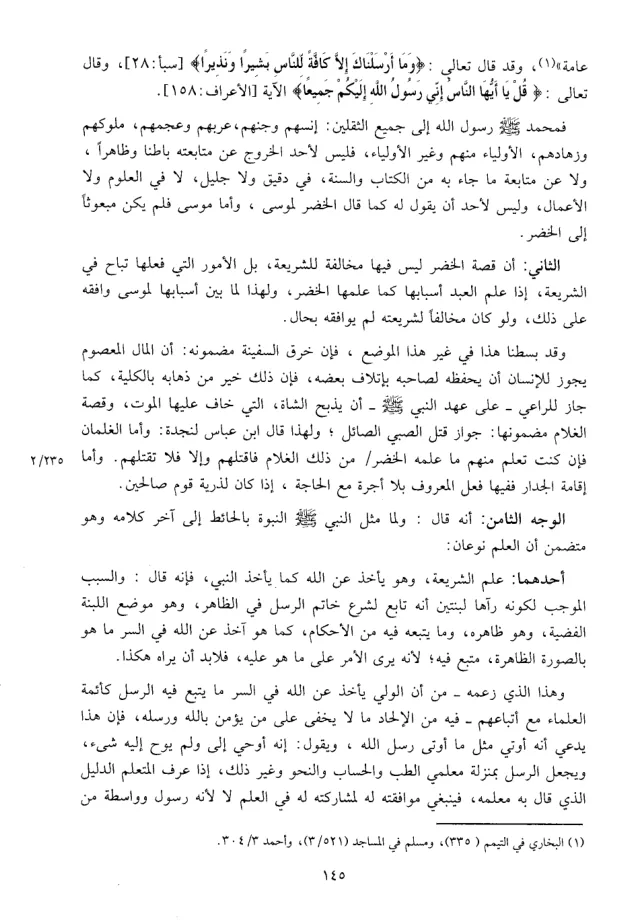 عامة»(١)، وقد قال تعالى : ﴿وَمَا أَرْسَلْنَاكَ إِلاَّ كَافَّةً لِّلنَّاسِ بَشِيرًا وَنَذِيرًا﴾ [سبأ:٢٨]، وقال
تعالى : ﴿ قُلْ يَا أَيُّهَا النَّاسُ إِنِّي رَسُولُ اللَّهِ إِلَيْكُمْ جَمِيعًا﴾ الآية [الأعراف:١٥٨].
فمحمد ﷺ رسول الله إلى جميع الثقلين: إنسهم وجنهم،عربهم وعجمهم، ملوكهم
وزهادهم، الأولياء منهم وغير الأولياء، فليس لأحد الخروج عن متابعته باطنا وظاهراً ،
ولا عن متابعة ما جاء به من الكتاب والسنة، في دقيق ولا جليل، لا في العلوم ولا
الأعمال، وليس لأحد أن يقول له كما قال الخضر لموسى ، وأما موسى فلم يكن مبعوثاً
إلى الخضر.
الثاني: أن قصة الخضر ليس فيها مخالفة للشريعة، بل الأمور التي فعلها تباح في
الشريعة، إذا علم العبد أسبابها كما علمها الخضر، ولهذا لما بين أسبابها لموسى وافقه
على ذلك، ولو كان مخالفاً لشريعته لم يوافقه بحال.
وقد بسطنا هذا في غير هذا الموضع ، فإن خرق السفينة مضمونه: أن المال المعصوم
يجوز للإنسان أن يحفظه لصاحبه بإتلاف بعضه، فإن ذلك خير من ذهابه بالكلية، كما
جاز للراعي ـ على عهد النبي ﷺ ـ أن يذبح الشاة، التي خاف عليها الموت، وقصة
الغلام مضمونها: جواز قتل الصبي الصائل ؛ ولهذا قال ابن عباس لنجدة: وأما الغلمان
فإن كنت تعلم منهم ما علمه الخضر/ من ذلك الغلام فاقتلهم وإلا فلا تقتلهم. وأما ٢/٢٣٥
إقامة الجدار ففيها فعل المعروف بلا أجرة مع الحاجة ، إذا كان لذرية قوم صالحين.
الوجه الثامن: أنه قال : ولما مثل النبي ﷺ النبوة بالحائط إلى آخر كلامه وهو
متضمن أن العلم نوعان:
أحدهما: علم الشريعة، وهو يأخذ عن الله كما يأخذ النبي، فإنه قال : والسبب
الموجب لكونه رآها لبنتين أنه تابع لشرع خاتم الرسل في الظاهر، وهو موضع اللبنة
الفضية، وهو ظاهره، وما يتبعه فيه من الأحكام، كما هو آخذ عن الله في السر ما هو
بالصورة الظاهرة، متبع فيه؛ لأنه يرى الأمر على ما هو عليه، فلابد أن يراه هكذا.
وهذا الذي زعمه ـ من أن الولي يأخذ عن الله في السر ما يتبع فيه الرسل كأئمة
العلماء مع أتباعهم ـ فيه من الإلحاد ما لا يخفى على من يؤمن بالله ورسله، فإن هذا
يدعي أنه أوتي مثل ما أوتى رسل الله ، ويقول: إنه أوحي إلى ولم يوح إليه شىء،
ويجعل الرسل بمنزلة معلمي الطب والحساب والنحو وغير ذلك، إذا عرف المتعلم الدليل
الذي قال به معلمه، فينبغي موافقته له لمشاركته له في العلم لا لأنه رسول وواسطة من
(١) البخاري في التيمم ( ٣٣٥)، ومسلم في المساجد (٣/٥٢١)، وأحمد ٣٠٤/٣.
١٤٥